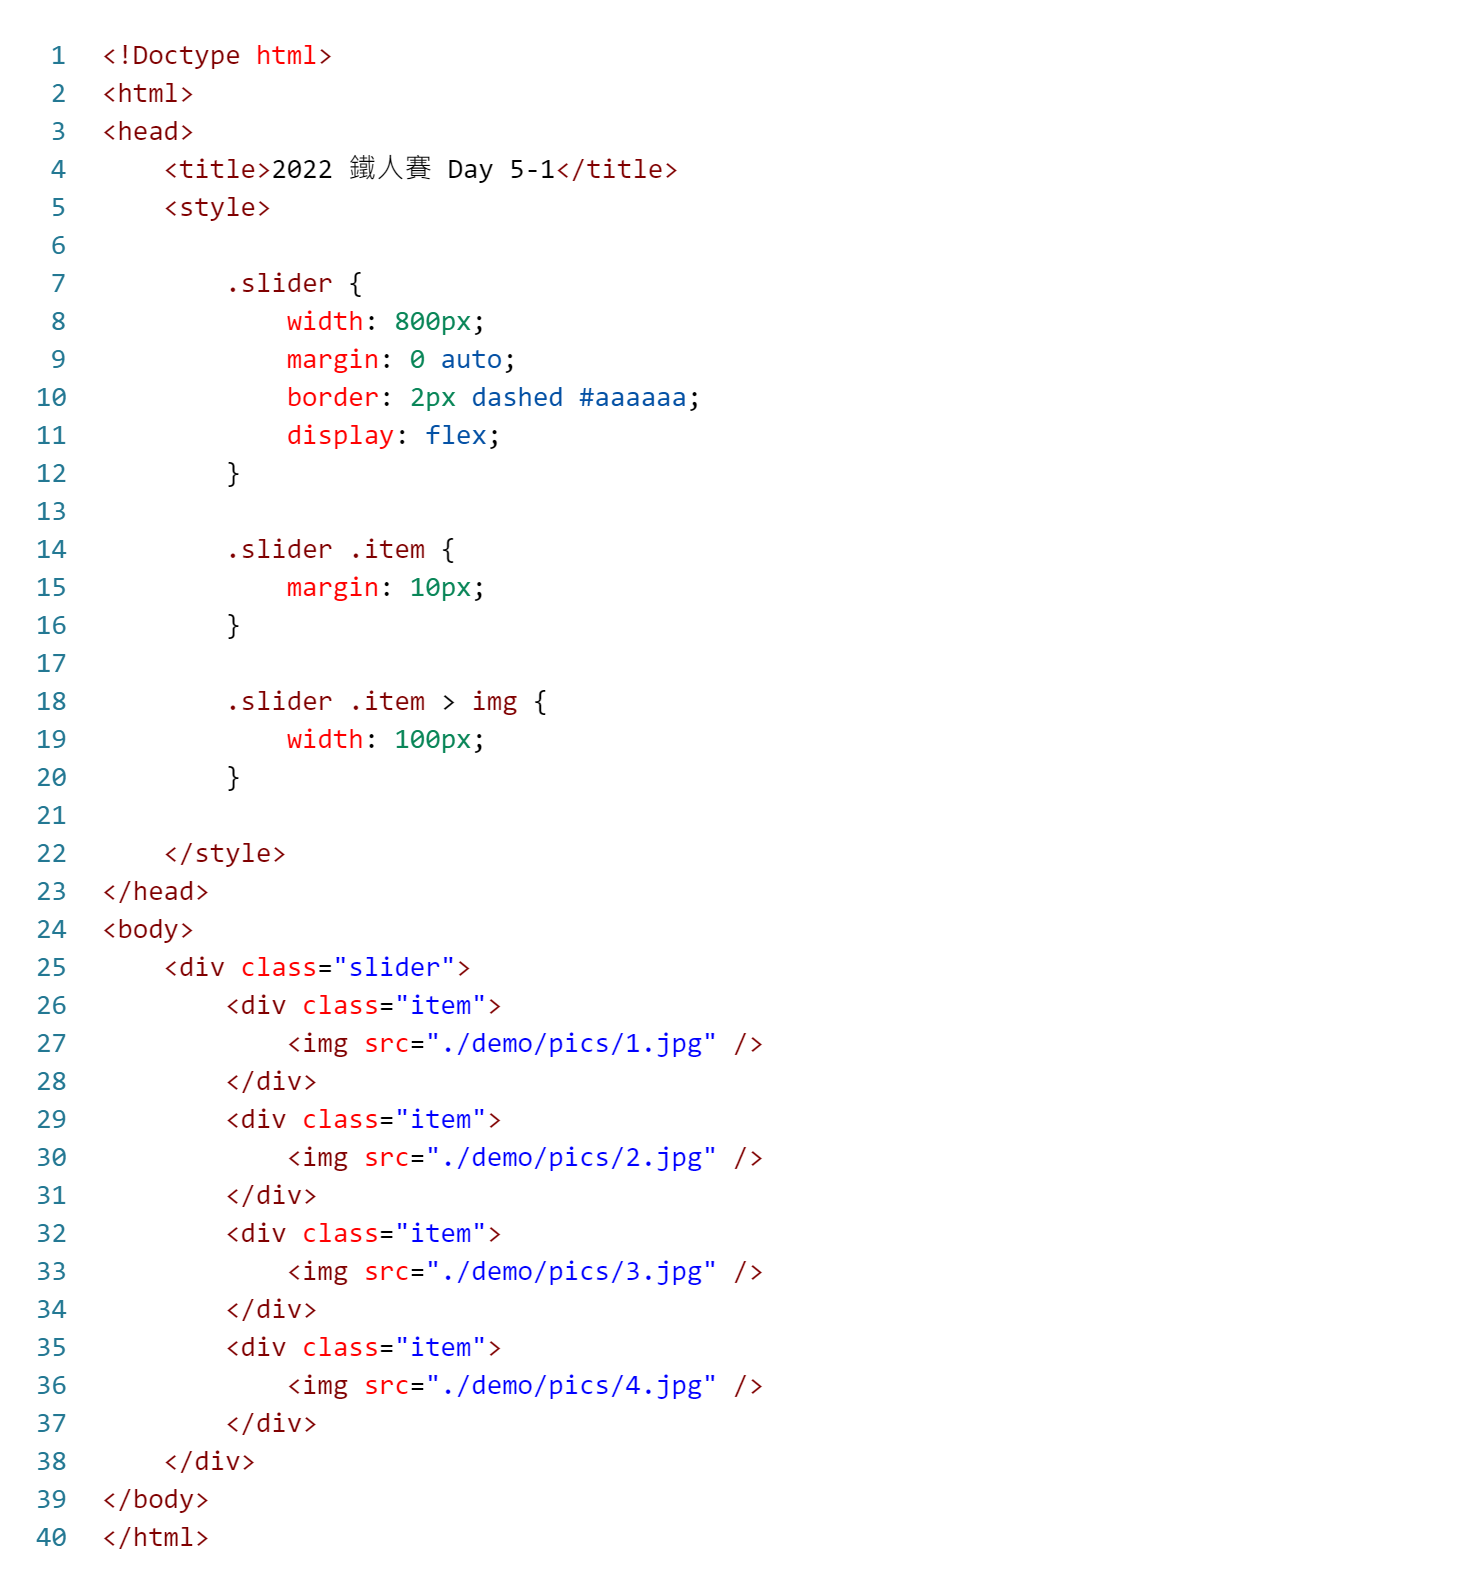 1 <!Doctype html>
2 <html>
3 <head>
4     <title>2022 鐵人賽 Day 5-1</title>
5     <style>
6
7         .slider {
8             width: 800px;
9             margin: 0 auto;
10             border: 2px dashed #aaaaaa;
11             display: flex;
12         }
13
14         .slider .item {
15             margin: 10px;
16         }
17
18         .slider .item > img {
19             width: 100px;
20         }
21
22     </style>
23 </head>
24 <body>
25     <div class="slider">
26         <div class="item">
27             <img src="./demo/pics/1.jpg" />
28         </div>
29         <div class="item">
30             <img src="./demo/pics/2.jpg" />
31         </div>
32         <div class="item">
33             <img src="./demo/pics/3.jpg" />
34         </div>
35         <div class="item">
36             <img src="./demo/pics/4.jpg" />
37         </div>
38     </div>
39 </body>
40 </html>